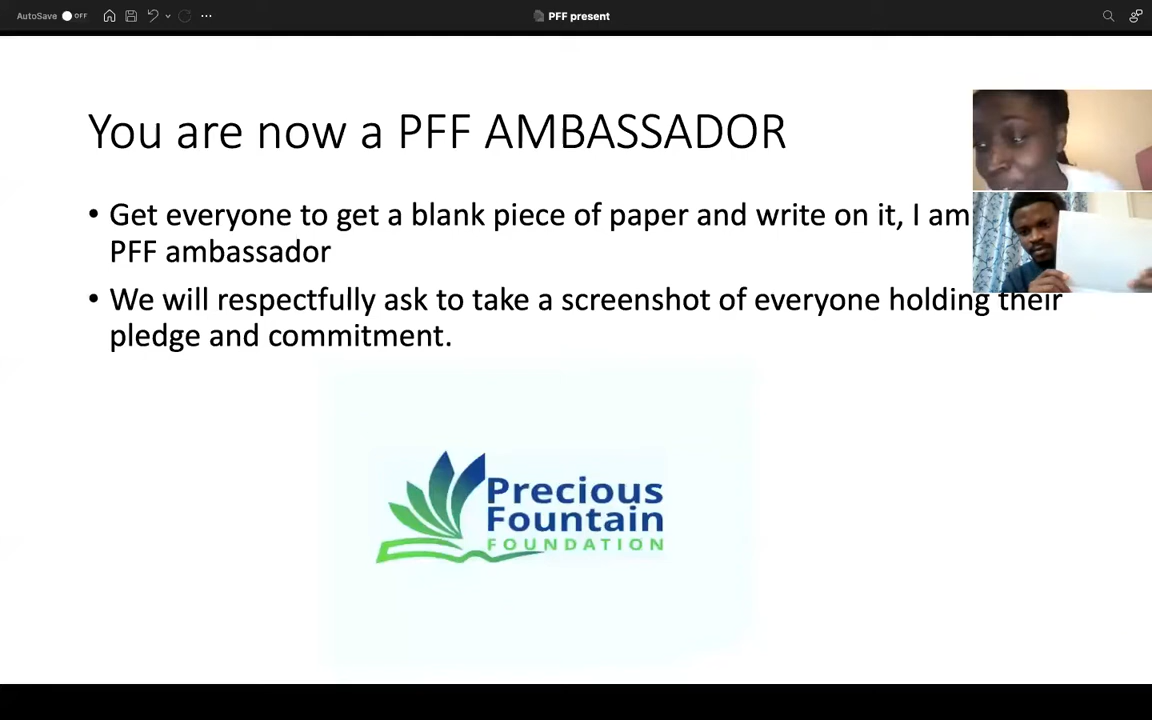 AutoSave OFF
PFF present
You are now a PFF AMBASSADOR
• Get everyone to get a blank piece of paper and write on it, I am
PFF ambassador
• We will respectfully ask to take a screenshot of everyone holding their
pledge and commitment.
Precious
Fountain
FOUNDATION